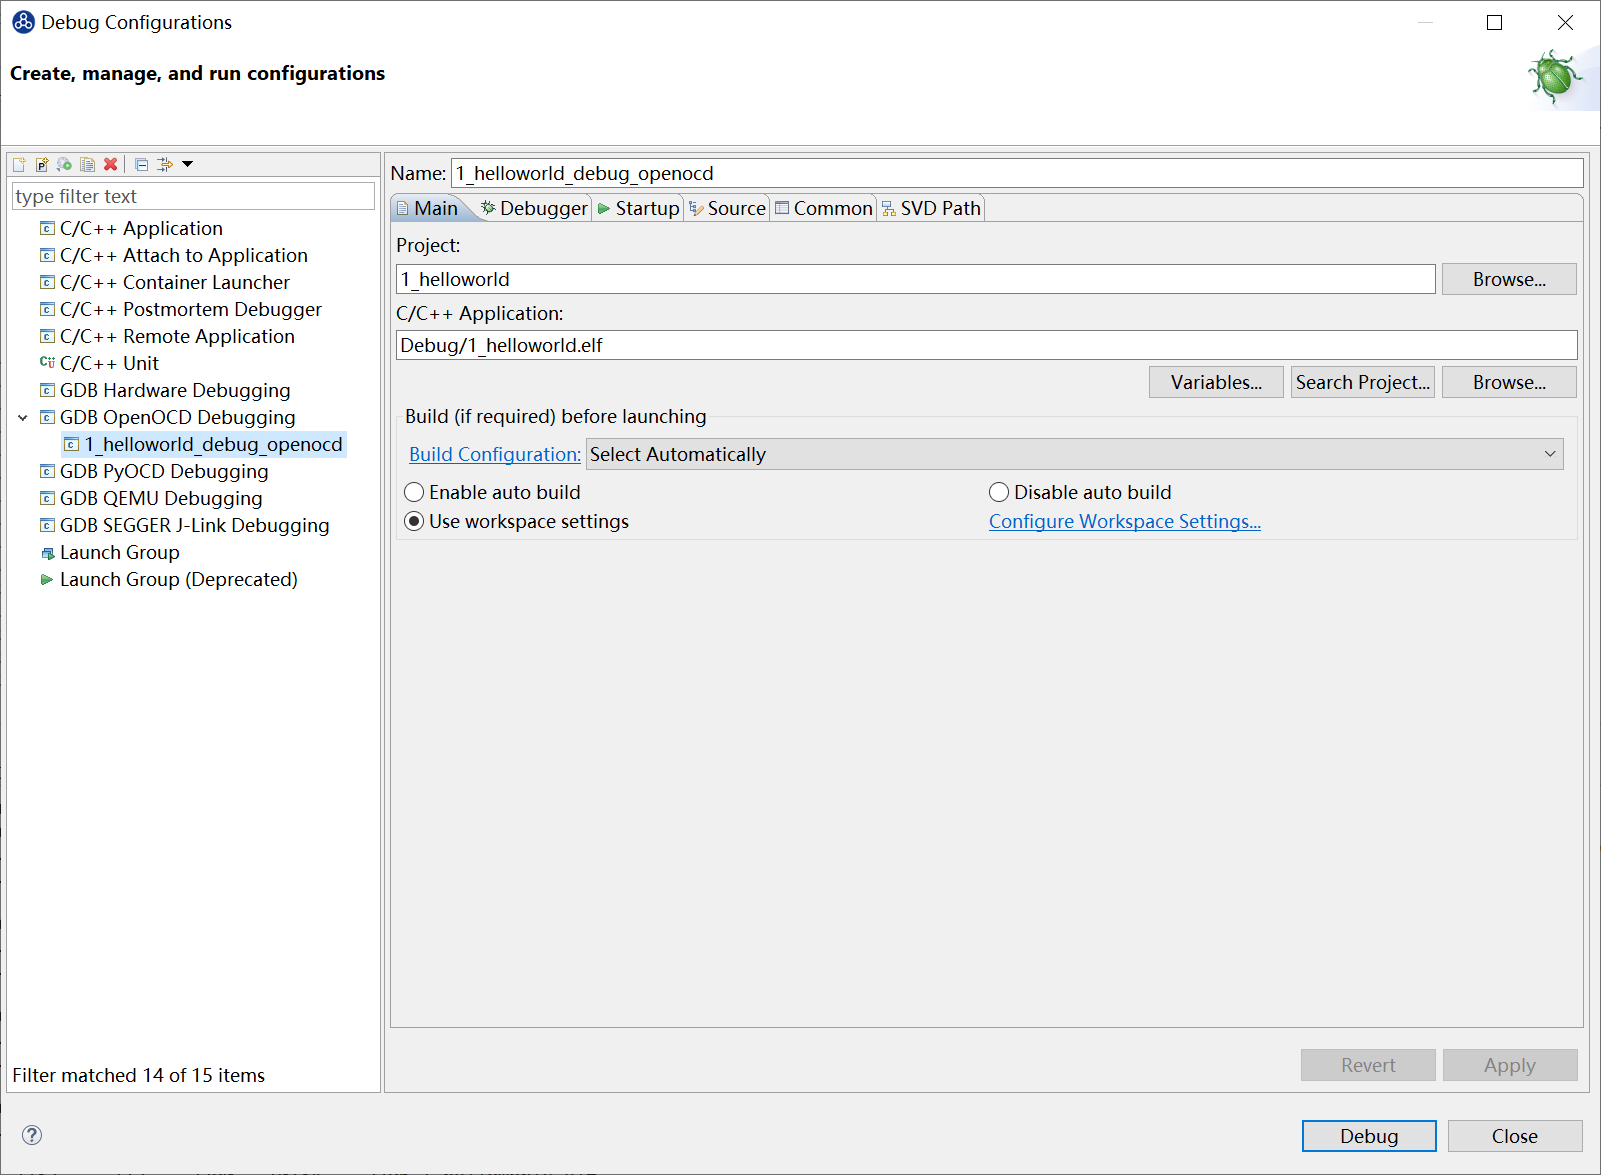 Debug Configurations
Create, manage, and run configurations
type filter text
C/C++ Application
C/C++ Attach to Application
C/C++ Container Launcher
C/C++ Postmortem Debugger
C/C++ Remote Application
C/C++ Unit
GDB Hardware Debugging
GDB OpenOCD Debugging
1_helloworld_debug_openocd
GDB PyOCD Debugging
GDB QEMU Debugging
GDB SEGGER J-Link Debugging
Launch Group
Launch Group (Deprecated)
Filter matched 14 of 15 items
Name: 1_helloworld_debug_openocd
Main Debugger Startup Source Common SVD Path
Project:
1_helloworld Browse...
C/C++ Application:
Debug/1_helloworld.elf
Variables... Search Project... Browse...
Build (if required) before launching
Build Configuration: Select Automatically
Enable auto build Disable auto build
Use workspace settings Configure Workspace Settings...
Revert Apply
Debug Close